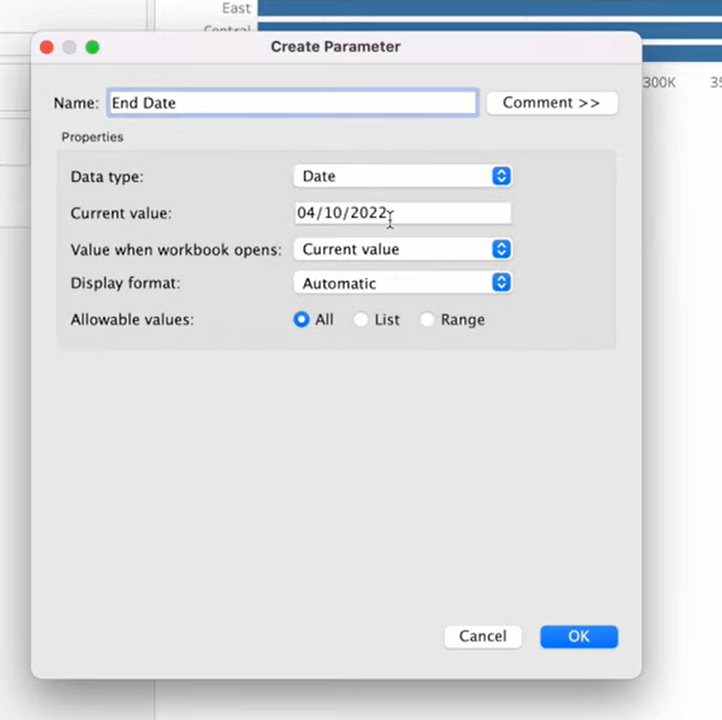 East
Central
Create Parameter
300K
Name: End Date Comment >>
Properties
Data type: Date
Current value: 04/10/2022
Value when workbook opens: Current value
Display format: Automatic
Allowable values: All List Range
Cancel OK